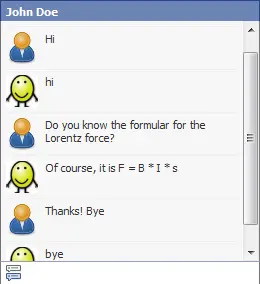 John Doe
Hi
hi
Do you know the formular for the
Lorentz force?
Of course, it is F = B * I * s
Thanks! Bye
bye